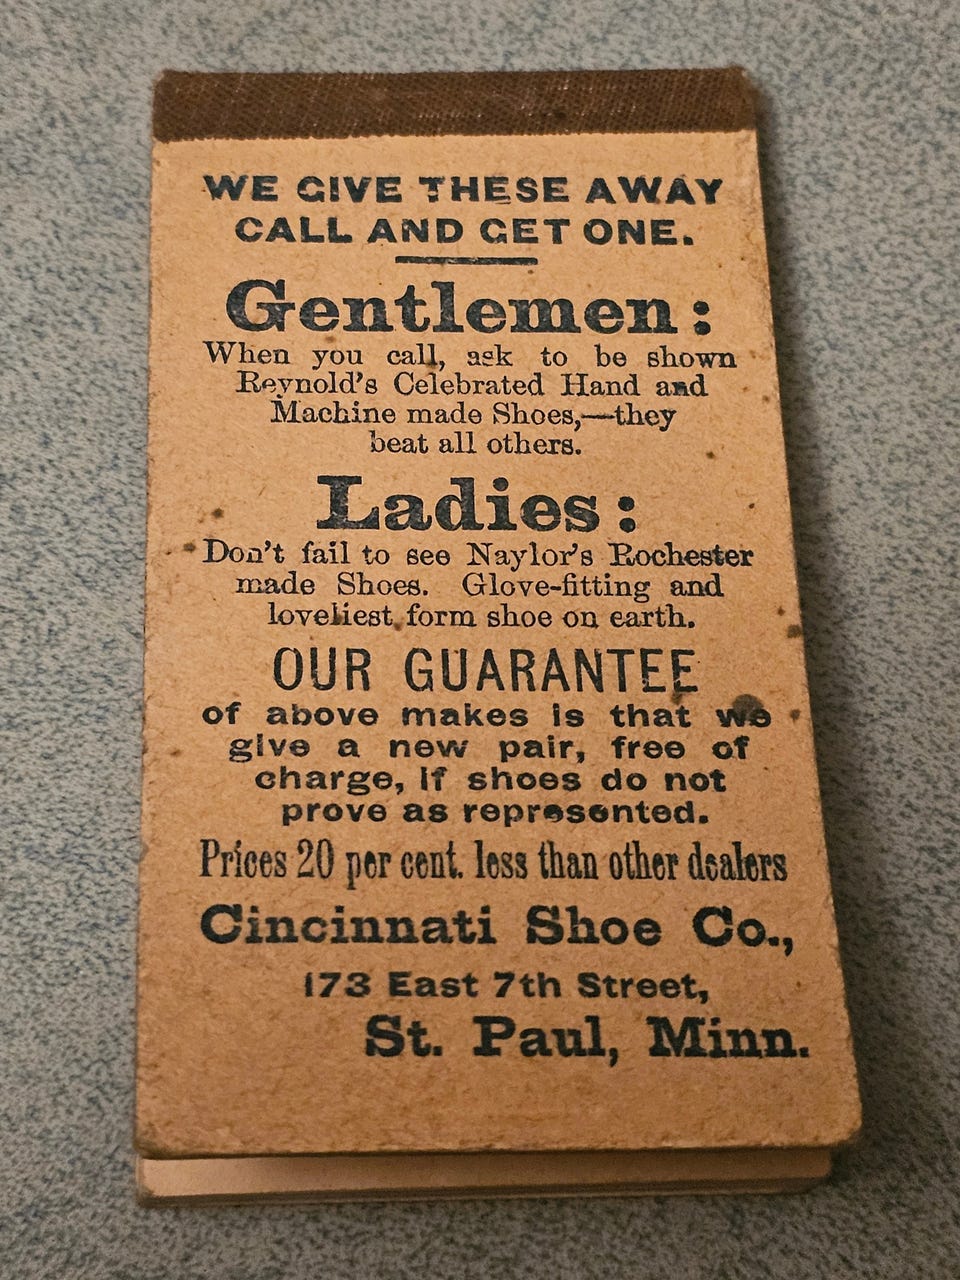 WE GIVE THESE AWAY
CALL AND GET ONE.
Gentlemen:
When you call, ask to be shown
Reynold's Celebrated Hand and
Machine made Shoes,—they
beat all others.
Ladies:
Don't fail to see Naylor's Rochester
made Shoes. Glove-fitting and
loveliest form shoe on earth.
OUR GUARANTEE
of above makes is that we
give a new pair, free of
charge, if shoes do not
prove as represented.
Prices 20 per cent. less than other dealers
Cincinnati Shoe Co.,
173 East 7th Street,
St. Paul, Minn.